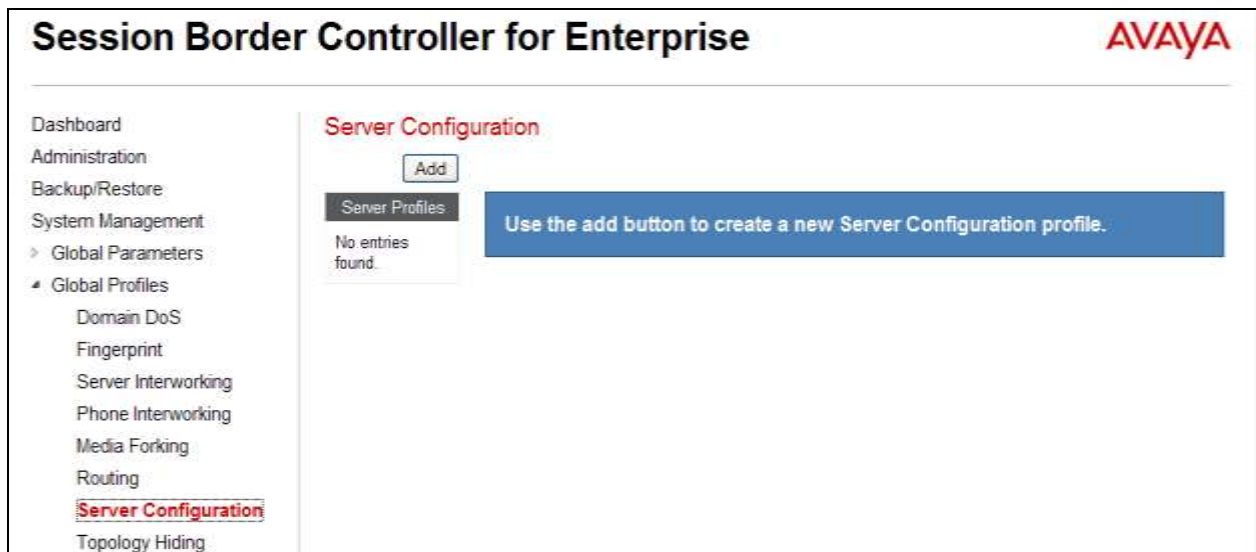 Session Border Controller for Enterprise
AVAYA
Dashboard
Administration
Backup/Restore
System Management
Global Parameters
Global Profiles
Domain DoS
Fingerprint
Server Interworking
Phone Interworking
Media Forking
Routing
Server Configuration
Topology Hiding
Server Configuration
Add
Server Profiles
No entries
found.
Use the add button to create a new Server Configuration profile.